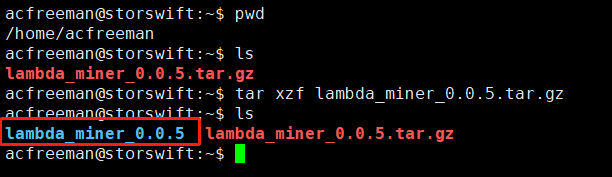 acfreeman@storswift:~$ pwd
/home/acfreeman
acfreeman@storswift:~$ ls
lambda_miner_0.0.5.tar.gz
acfreeman@storswift:~$ tar xzf lambda_miner_0.0.5.tar.gz
acfreeman@storswift:~$ ls
lambda_miner_0.0.5 lambda_miner_0.0.5.tar.gz
acfreeman@storswift:~$